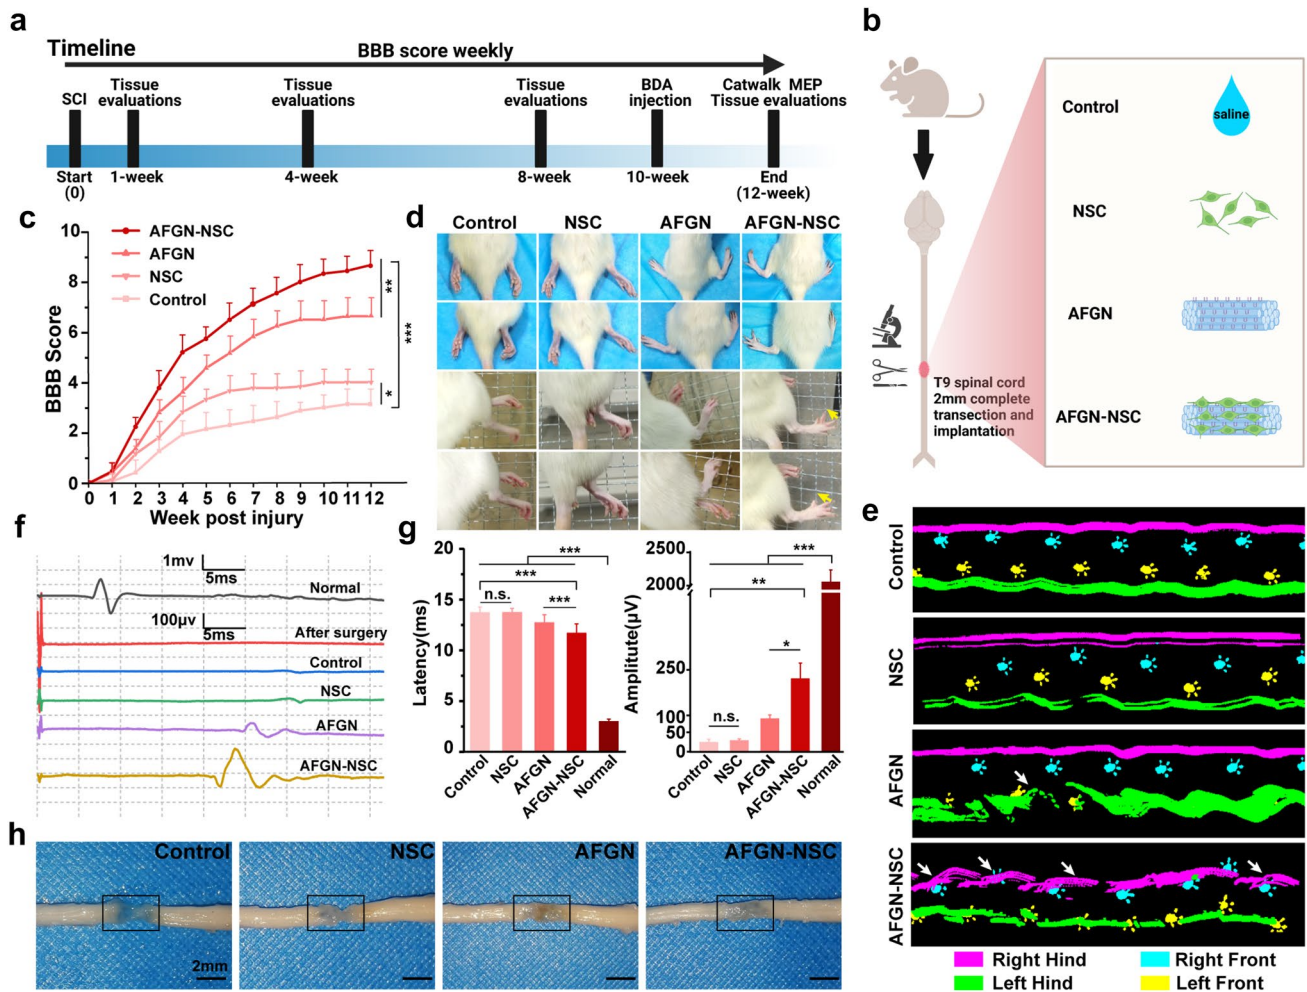 a
Timeline
BBB score weekly
SCI
Tissue
evaluations
Tissue
evaluations
Tissue
evaluations
BDA
injection
Catwalk MEP
Tissue evaluations
Start
(0)
1-week
4-week
8-week
10-week
End
(12-week)
b
Control
saline
NSC
AFGN
AFGN-NSC
T9 spinal cord
2mm complete
transection and
implantation
c
BBB Score
10
8
6
4
2
0
AFGN-NSC
AFGN
NSC
Control
**
***
*
0 1 2 3 4 5 6 7 8 9 10 11 12
Week post injury
d
Control NSC AFGN AFGN-NSC
e
Control
NSC
AFGN
AFGN-NSC
Right Hind
Right Front
Left Hind
Left Front
f
1mv
5ms
Normal
100μv
5ms
After surgery
Control
NSC
AFGN
AFGN-NSC
g
Latency(ms)
20
15
10
5
0
***
***
n.s.
***
Control
NSC
AFGN
AFGN-NSC
Normal
Amplitute(μV)
2500
2000
250
100
50
0
***
**
*
n.s.
Control
NSC
AFGN
AFGN-NSC
Normal
h
Control
NSC
AFGN
AFGN-NSC
2mm